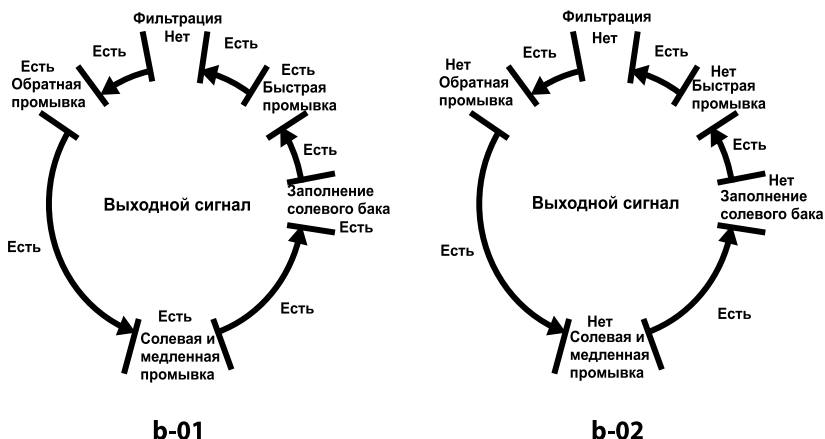 Фильтрация
Нет
Есть
Есть
Есть
Обратная
промывка
Есть
Быстрая
промывка
Есть
Выходной сигнал
Заполнение
солевого бака
Есть
Есть
Есть
Есть
Солевая и
медленная
промывка
b-01
Фильтрация
Нет
Есть
Есть
Нет
Обратная
промывка
Нет
Быстрая
промывка
Есть
Выходной сигнал
Нет
Заполнение
солевого бака
Есть
Есть
Нет
Солевая и
медленная
промывка
b-02